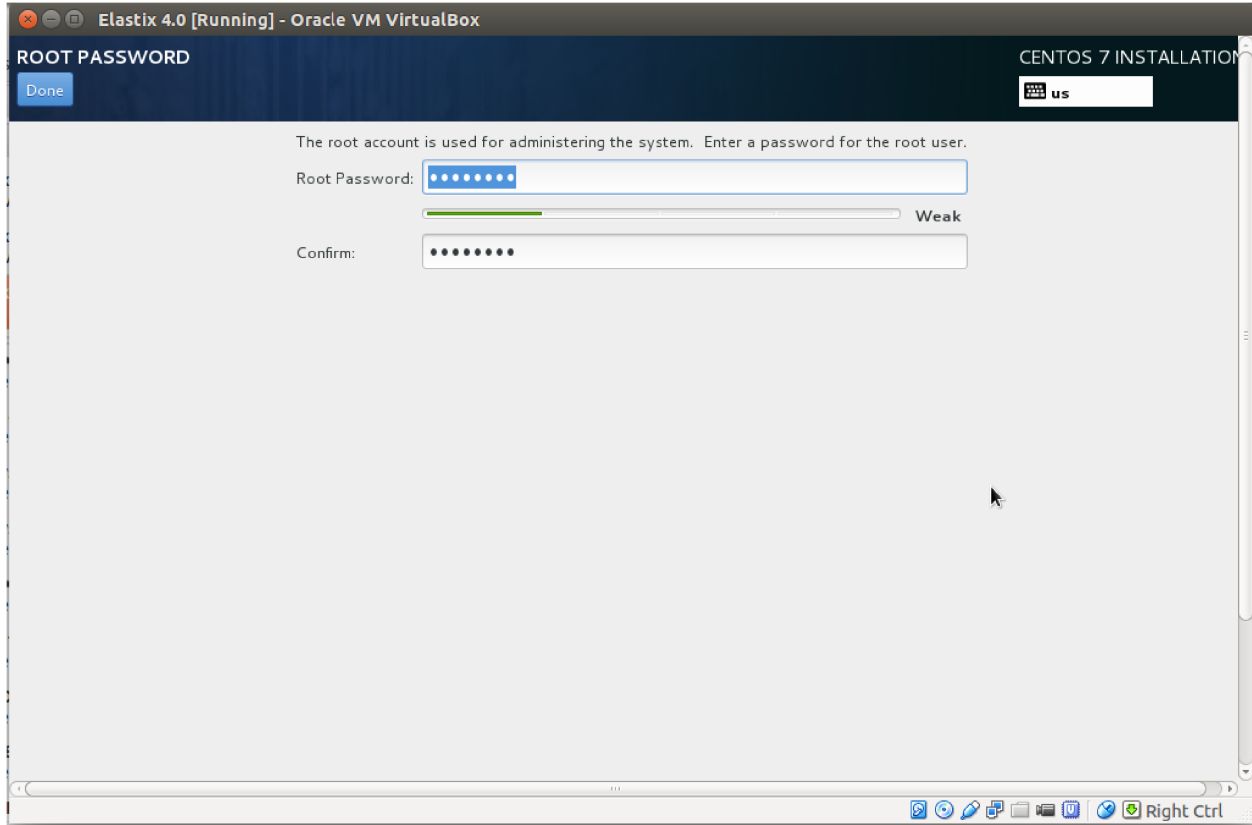 Elastix 4.0 [Running] - Oracle VM VirtualBox
ROOT PASSWORD
CENTOS 7 INSTALLATION
Done
us
The root account is used for administering the system. Enter a password for the root user.
Root Password: ••••••••
Weak
Confirm: ••••••••
Right Ctrl